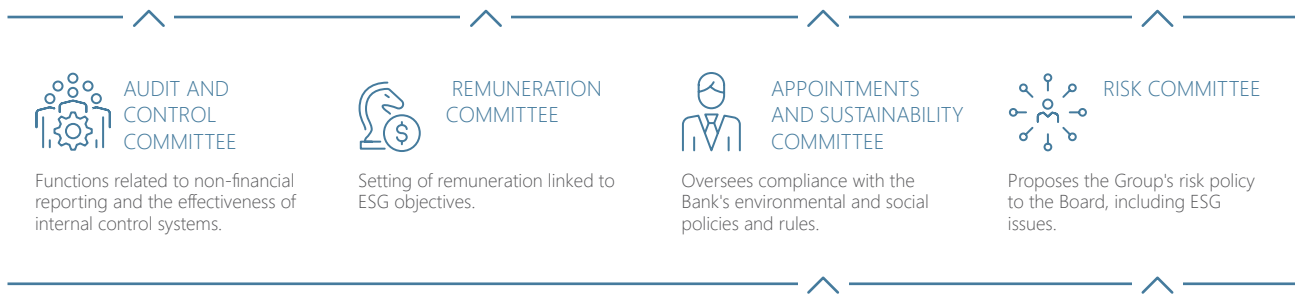 AUDIT AND
CONTROL
COMMITTEE
Functions related to non-financial
reporting and the effectiveness of
internal control systems.
REMUNERATION
COMMITTEE
$
Setting of remuneration linked to
ESG objectives.
APPOINTMENTS
AND SUSTAINABILITY
COMMITTEE
Oversees compliance with the
Bank's environmental and social
policies and rules.
RISK COMMITTEE
Proposes the Group's risk policy
to the Board, including ESG
issues.